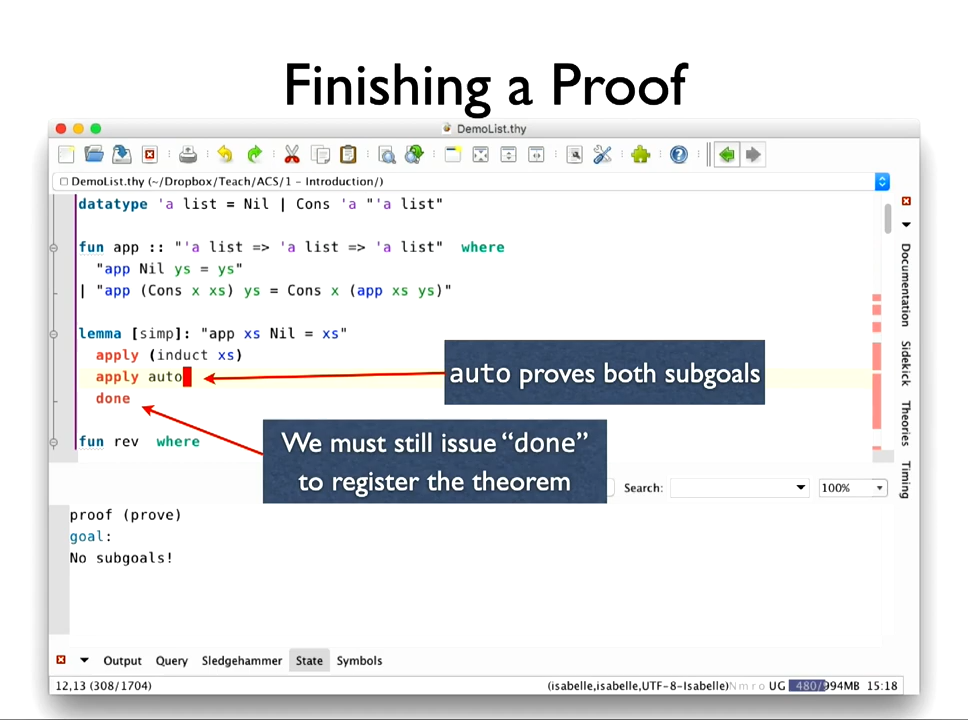 Finishing a Proof
DemoList.thy
DemoList.thy (~/Dropbox/Teach/ACS/1 - Introduction/)
datatype 'a list = Nil | Cons 'a "'a list"
fun app :: "'a list => 'a list => 'a list" where
"app Nil ys = ys"
| "app (Cons x xs) ys = Cons x (app xs ys)"
lemma [simp]: "app xs Nil = xs"
apply (induct xs)
apply auto
done
fun rev where
auto proves both subgoals
We must still issue “done”
to register the theorem
Documentation
Sidekick
Theories
Timing
Search:
100%
proof (prove)
goal:
No subgoals!
Output Query Sledgehammer State Symbols
12,13 (308/1704)
(isabelle,isabelle,UTF-8-Isabelle)Nmro UG 480/994MB 15:18